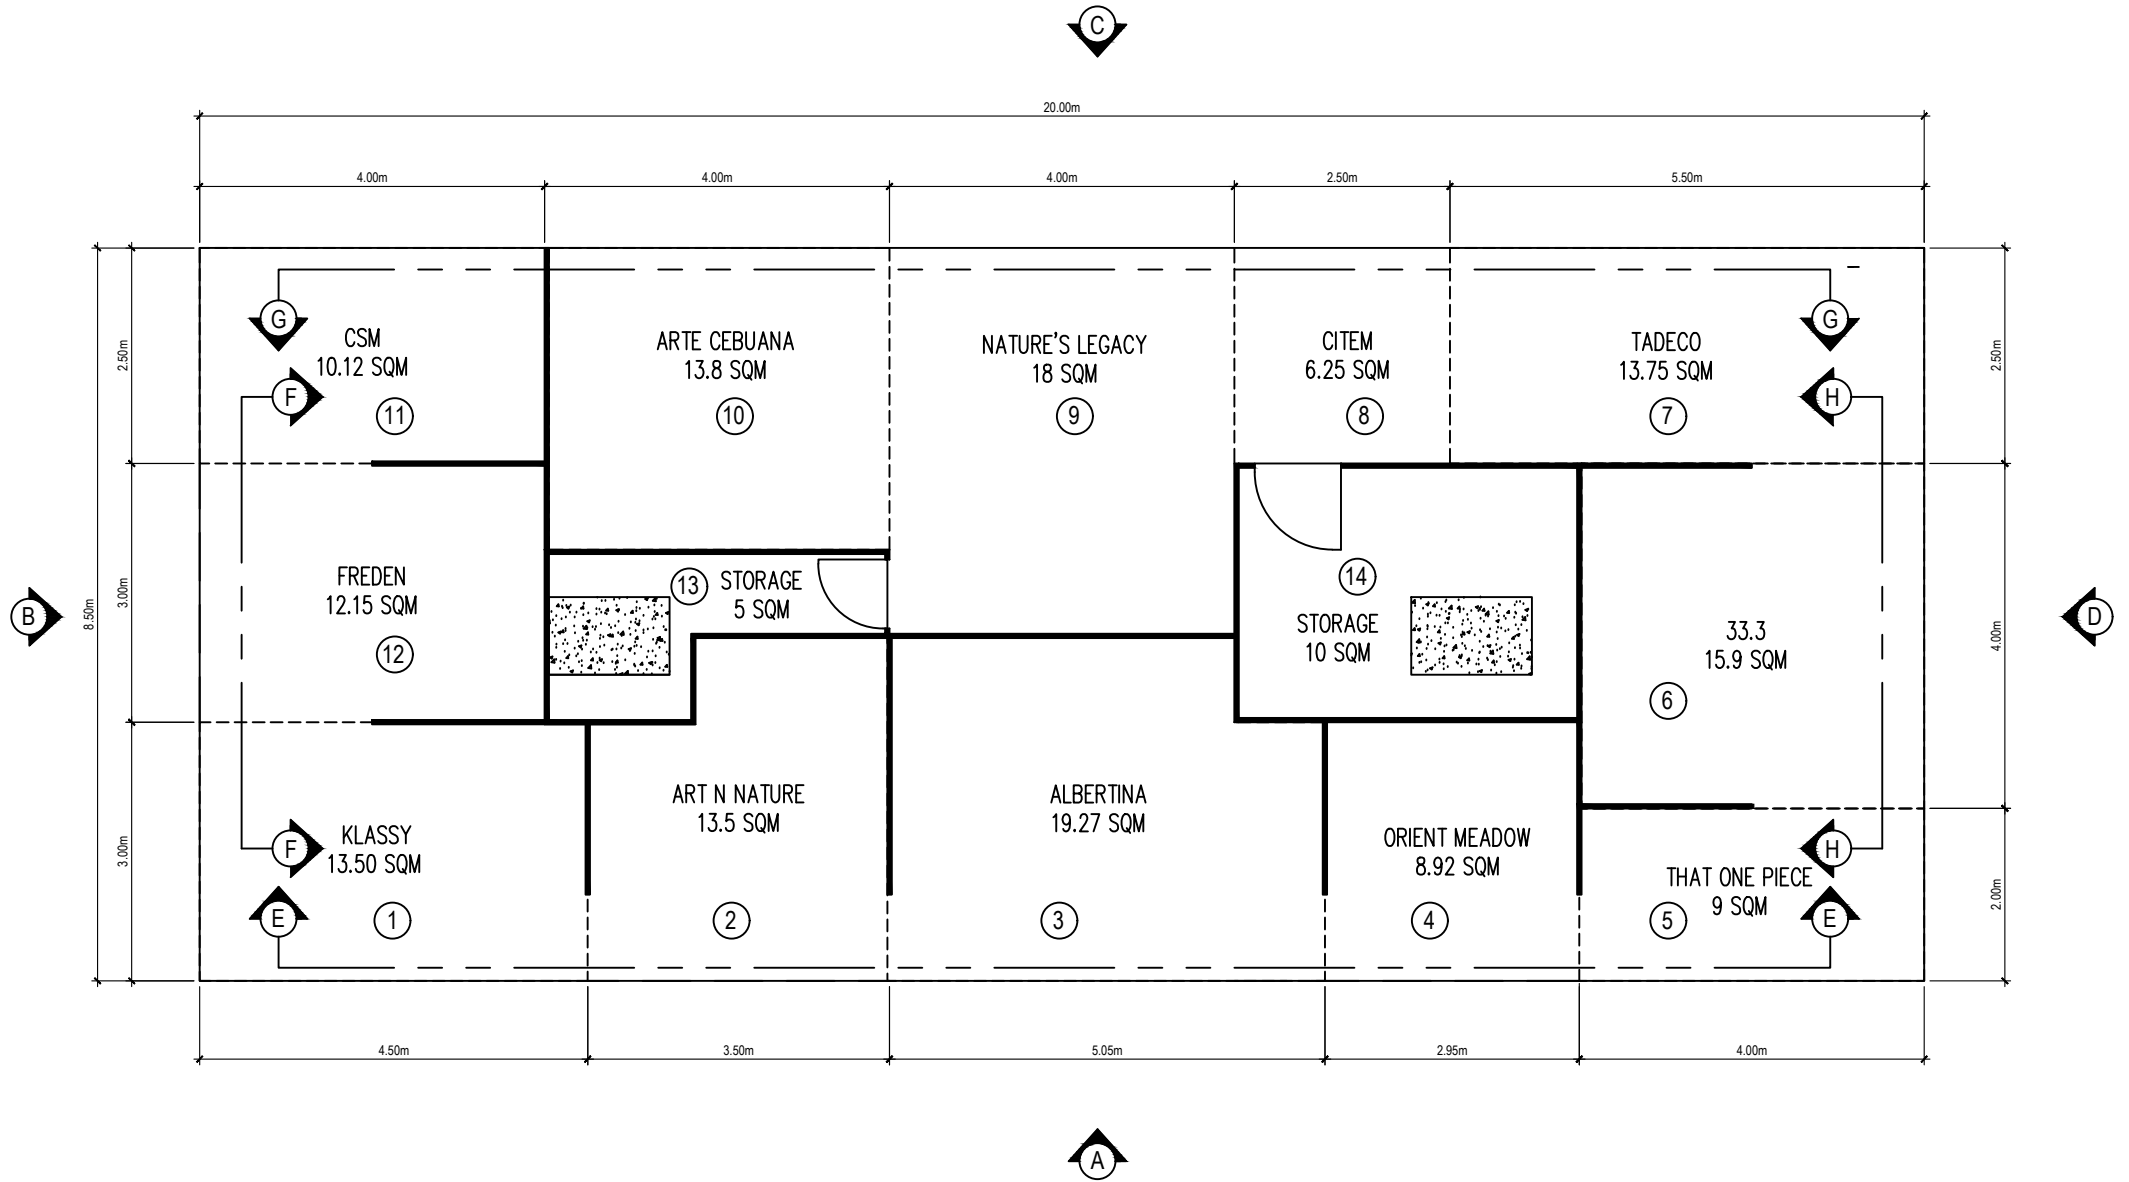 C
20.00m
4.00m
4.00m
4.00m
2.50m
5.50m
G
CSM
10.12 SQM
F
11
ARTE CEBUANA
13.8 SQM
10
NATURE'S LEGACY
18 SQM
9
CITEM
6.25 SQM
8
TADECO
13.75 SQM
7
G
H
2.50m
2.50m
8.50m
3.00m
3.00m
4.00m
2.00m
B
FREDEN
12.15 SQM
12
13
STORAGE
5 SQM
14
STORAGE
10 SQM
33.3
15.9 SQM
6
D
KLASSY
13.50 SQM
F
E
1
ART N NATURE
13.5 SQM
2
ALBERTINA
19.27 SQM
3
ORIENT MEADOW
8.92 SQM
4
THAT ONE PIECE
9 SQM
5
H
E
4.50m
3.50m
5.05m
2.95m
4.00m
A